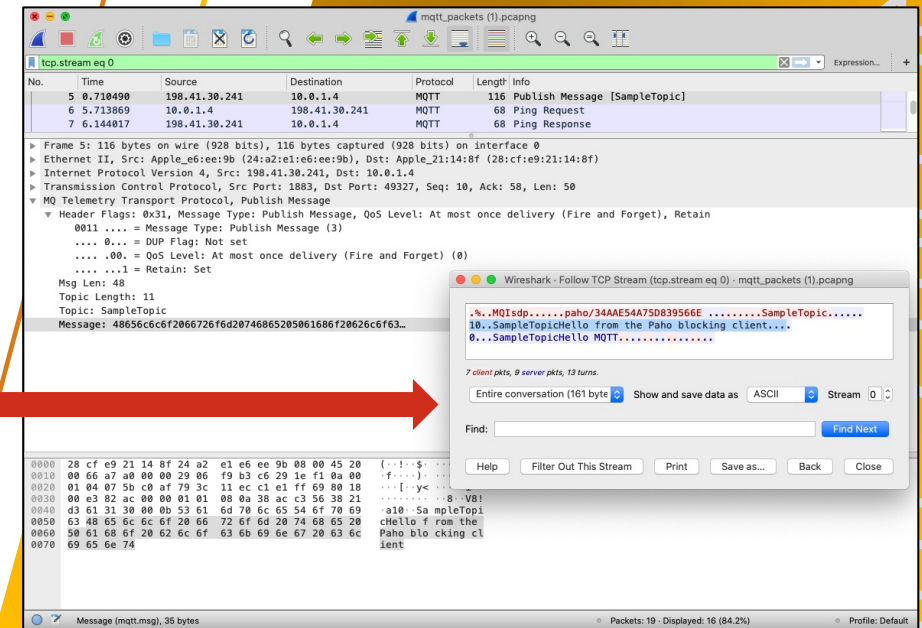 mqtt_packets (1).pcapng
tcp.stream eq 0
Expression...
+
No. Time Source Destination Protocol Length Info
5 0.710490 198.41.30.241 10.0.1.4 MQTT 116 Publish Message [SampleTopic]
6 5.713869 10.0.1.4 198.41.30.241 MQTT 68 Ping Request
7 6.144017 198.41.30.241 10.0.1.4 MQTT 68 Ping Response
Frame 5: 116 bytes on wire (928 bits), 116 bytes captured (928 bits) on interface 0
Ethernet II, Src: Apple_e6:ee:9b (24:a2:e1:e6:ee:9b), Dst: Apple_21:14:8f (28:cf:e9:21:14:8f)
Internet Protocol Version 4, Src: 198.41.30.241, Dst: 10.0.1.4
Transmission Control Protocol, Src Port: 1883, Dst Port: 49327, Seq: 10, Ack: 58, Len: 50
MQ Telemetry Transport Protocol, Publish Message
Header Flags: 0x31, Message Type: Publish Message, QoS Level: At most once delivery (Fire and Forget), Retain
0011 .... = Message Type: Publish Message (3)
.... 0... = DUP Flag: Not set
.... .00. = QoS Level: At most once delivery (Fire and Forget) (0)
.... ...1 = Retain: Set
Msg Len: 48
Topic Length: 11
Topic: SampleTopic
Message: 48656c6c6f2066726f6d20746865205061686f20626c6f63…
Wireshark · Follow TCP Stream (tcp.stream eq 0) · mqtt_packets (1).pcapng
.%..MQIsdp......paho/34AAE54A75D839566E .........SampleTopic......
10..SampleTopicHello from the Paho blocking client....
0...SampleTopicHello MQTT...............
7 client pkts, 9 server pkts, 13 turns.
Entire conversation (161 byte Show and save data as ASCII Stream 0
Find: Find Next
Help Filter Out This Stream Print Save as... Back Close
0000 28 cf e9 21 14 8f 24 a2 e1 e6 ee 9b 08 00 45 20 (··!··$·
0010 00 66 a7 a0 00 00 29 06 f9 b3 c6 29 1e f1 0a 00 ·f····)·
0020 01 04 07 5b c0 af 79 3c 11 ec c1 e1 ff 69 80 18 ···[··y<
0030 00 e3 82 ac 00 00 01 01 08 0a 38 ac c3 56 38 21 ········ ··8··V8!
0040 d3 61 31 30 00 0b 53 61 6d 70 6c 65 54 6f 70 69 ·a10··Sa mpleTopi
0050 63 48 65 6c 6c 6f 20 66 72 6f 6d 20 74 68 65 20 cHello f rom the
0060 50 61 68 6f 20 62 6c 6f 63 6b 69 6e 67 20 63 6c Paho blo cking cl
0070 69 65 6e 74 ient
Message (mqtt.msg), 35 bytes Packets: 19 · Displayed: 16 (84.2%) Profile: Default